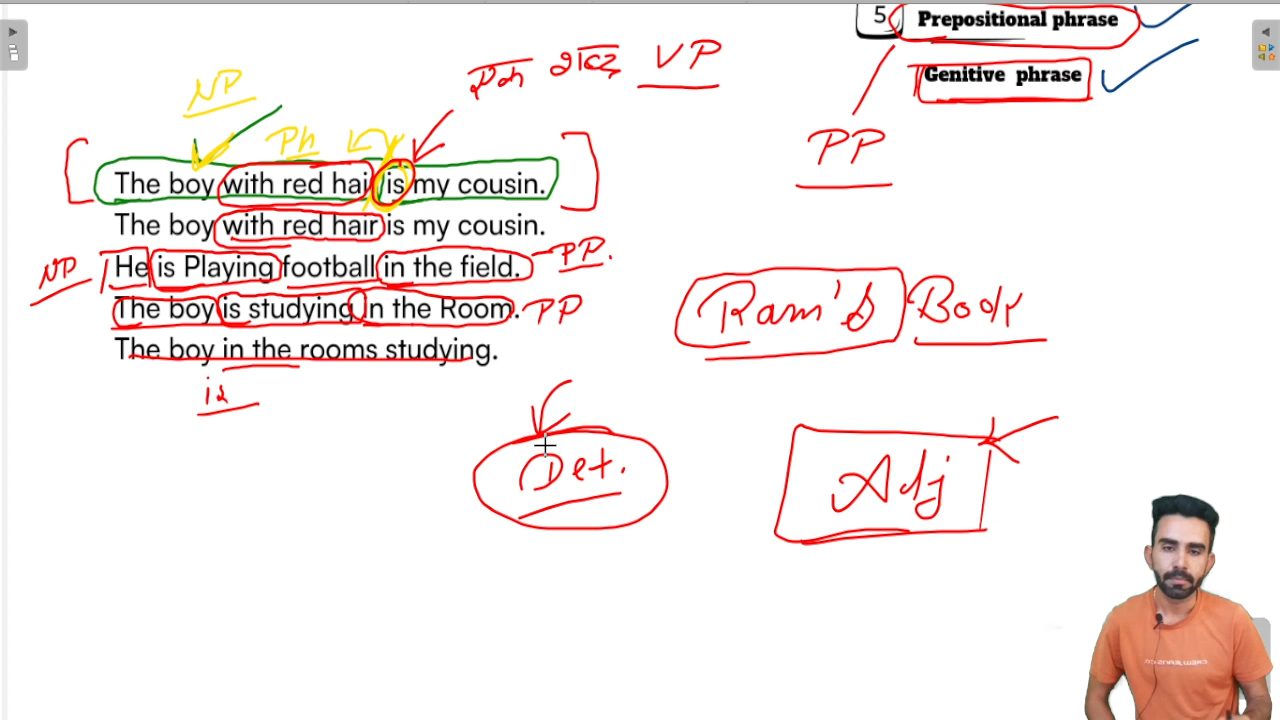 5 Prepositional phrase
Genitive phrase
VP
NP
Ph
PP
The boy with red hai is my cousin.
The boy with red hair is my cousin.
NP He is Playing football in the field. PP.
The boy is studying in the Room. PP
The boy in the rooms studying.
is
Ram's Body
Det.
Adj